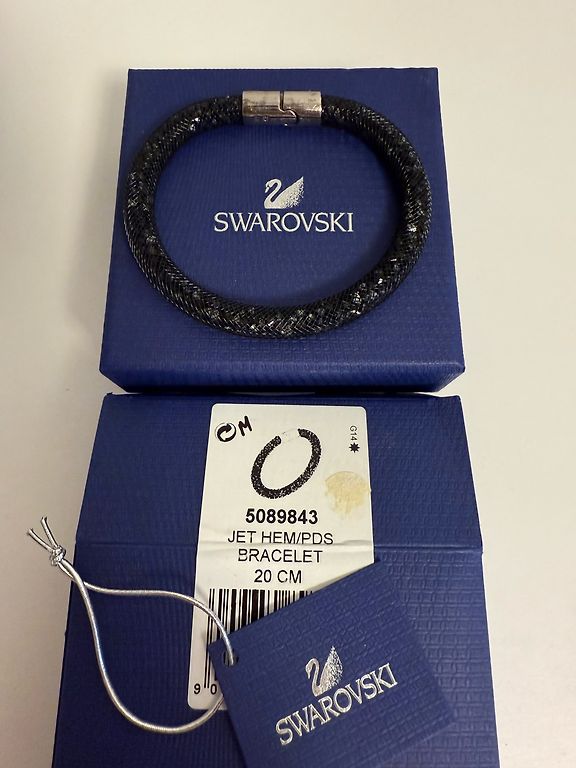 SWAROVSKI
M
G14
5089843
JET HEM/PDS
BRACELET
20 CM
9 0
SWAROVSKI